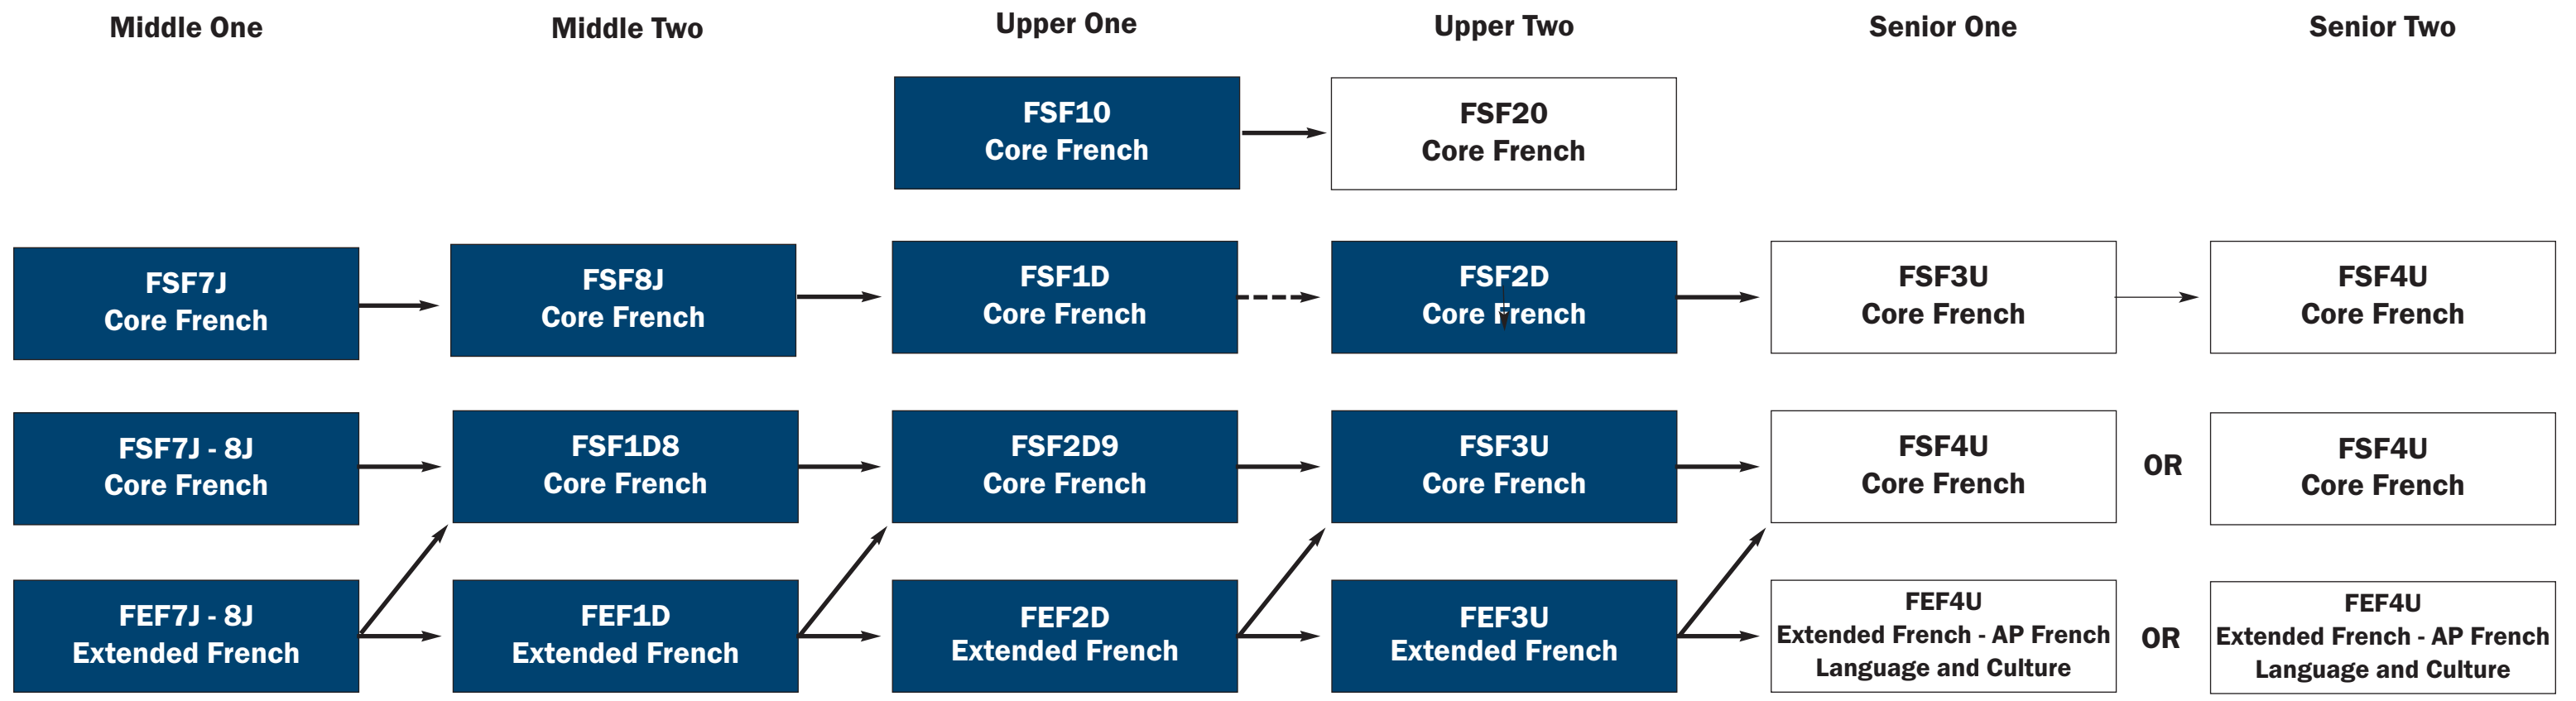 Middle One
Middle Two
Upper One
Upper Two
Senior One
Senior Two
FSF10
Core French
FSF20
Core French
FSF7J
Core French
FSF8J
Core French
FSF1D
Core French
FSF2D
Core French
FSF3U
Core French
FSF4U
Core French
FSF7J - 8J
Core French
FSF1D8
Core French
FSF2D9
Core French
FSF3U
Core French
FSF4U
Core French
OR
FSF4U
Core French
FEF7J - 8J
Extended French
FEF1D
Extended French
FEF2D
Extended French
FEF3U
Extended French
FEF4U
Extended French - AP French
Language and Culture
OR
FEF4U
Extended French - AP French
Language and Culture